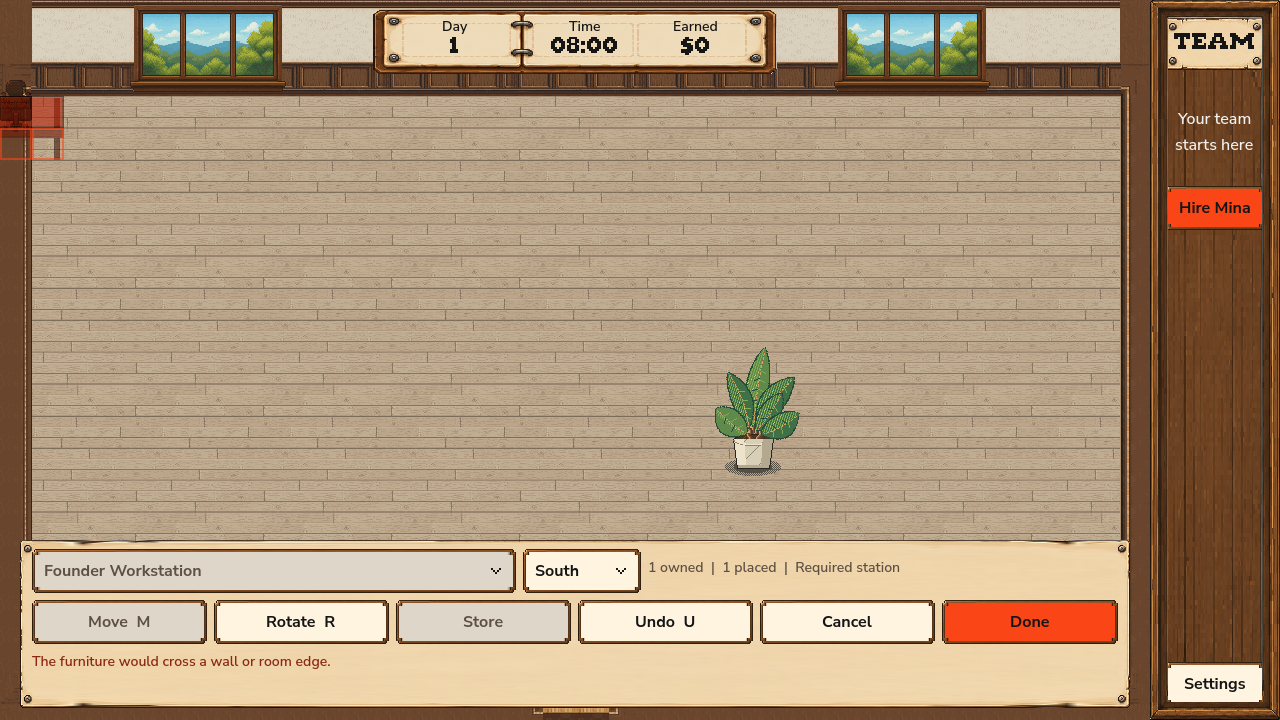 Day
1
Time
08:00
Earned
$0
TEAM
Your team
starts here
Hire Mina
Founder Workstation
South
1 owned | 1 placed | Required station
Move M
Rotate R
Store
Undo U
Cancel
Done
The furniture would cross a wall or room edge.
Settings